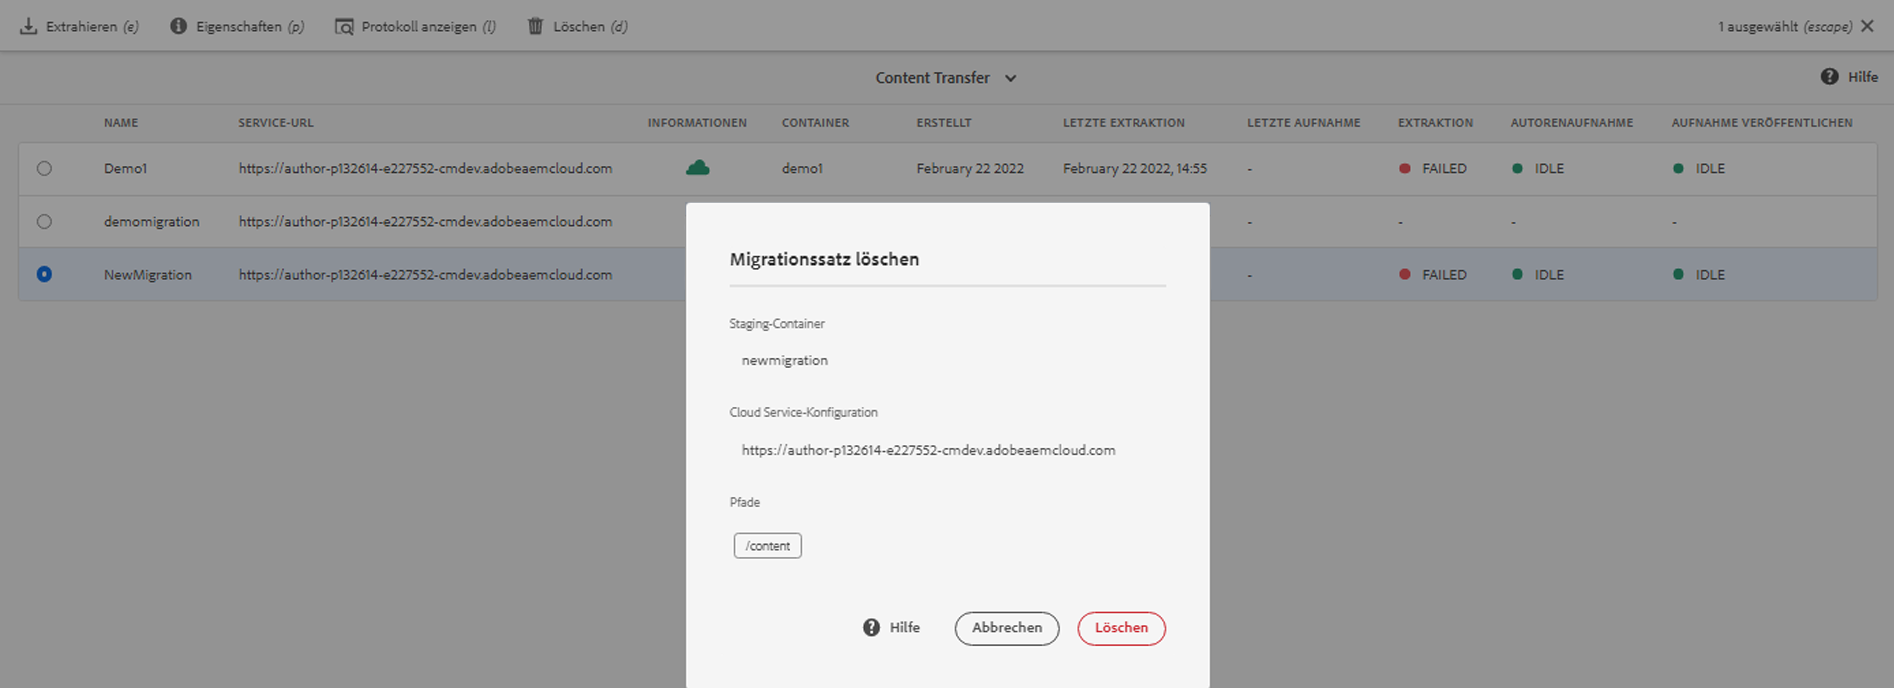 Extrahieren (e) Eigenschaften (p) Protokoll anzeigen (l) Löschen (d) 1 ausgewählt (escape)
Content Transfer
Hilfe
NAME SERVICE-URL INFORMATIONEN CONTAINER ERSTELLT LETZTE EXTRAKTION LETZTE AUFNAHME EXTRAKTION AUTORENAUFNAHME AUFNAHME VERÖFFENTLICHEN
Demo1 https://author-p132614-e227552-cmdev.adobeaemcloud.com demo1 February 22 2022 February 22 2022, 14:55 - FAILED IDLE IDLE
demomigration https://author-p132614-e227552-cmdev.adobeaemcloud.com - - - -
NewMigration https://author-p132614-e227552-cmdev.adobeaemcloud.com - FAILED IDLE IDLE
Migrationssatz löschen
Staging-Container
newmigration
Cloud Service-Konfiguration
https://author-p132614-e227552-cmdev.adobeaemcloud.com
Pfade
/content
Hilfe Abbrechen Löschen